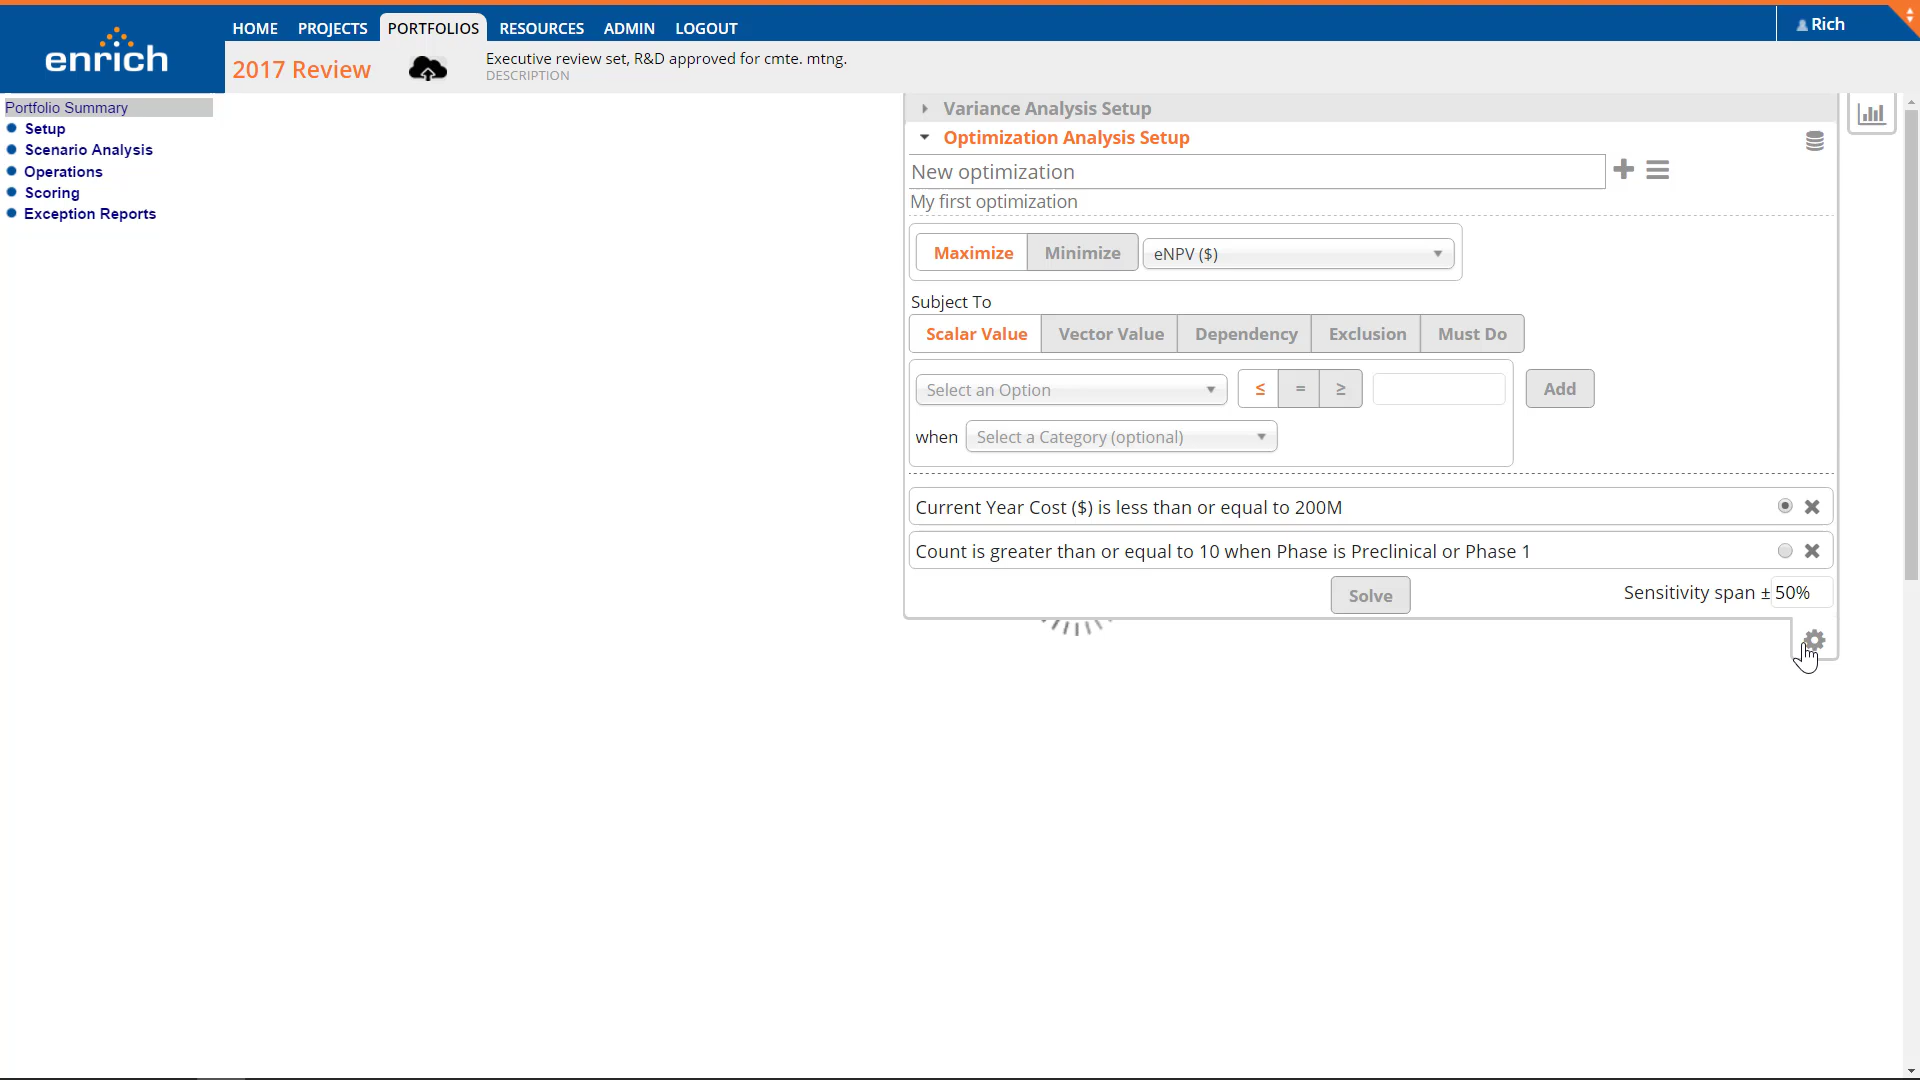 HOME PROJECTS PORTFOLIOS RESOURCES ADMIN LOGOUT
Rich
enrich
2017 Review
Executive review set, R&D approved for cmte. mtng.
DESCRIPTION
Portfolio Summary
Setup
Scenario Analysis
Operations
Scoring
Exception Reports
Variance Analysis Setup
Optimization Analysis Setup
New optimization
My first optimization
Maximize Minimize eNPV ($)
Subject To
Scalar Value Vector Value Dependency Exclusion Must Do
Select an Option ≤ = ≥ Add
when Select a Category (optional)
Current Year Cost ($) is less than or equal to 200M
Count is greater than or equal to 10 when Phase is Preclinical or Phase 1
Solve Sensitivity span ± 50%